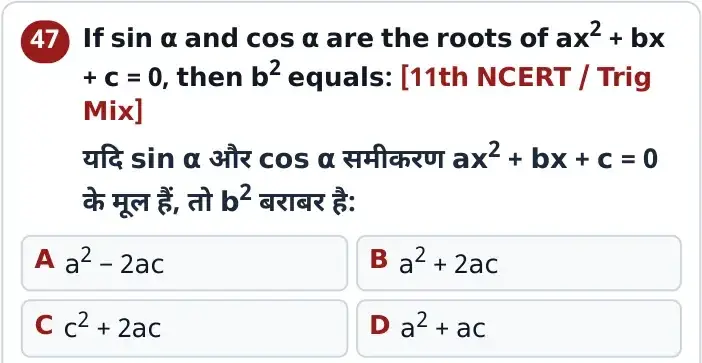 47 If sin α and cos α are the roots of ax² + bx
+ c = 0, then b² equals: [11th NCERT / Trig
Mix]
यदि sin α और cos α समीकरण ax² + bx + c = 0
के मूल हैं, तो b² बराबर है:
A a² – 2ac B a² + 2ac
C c² + 2ac D a² + ac